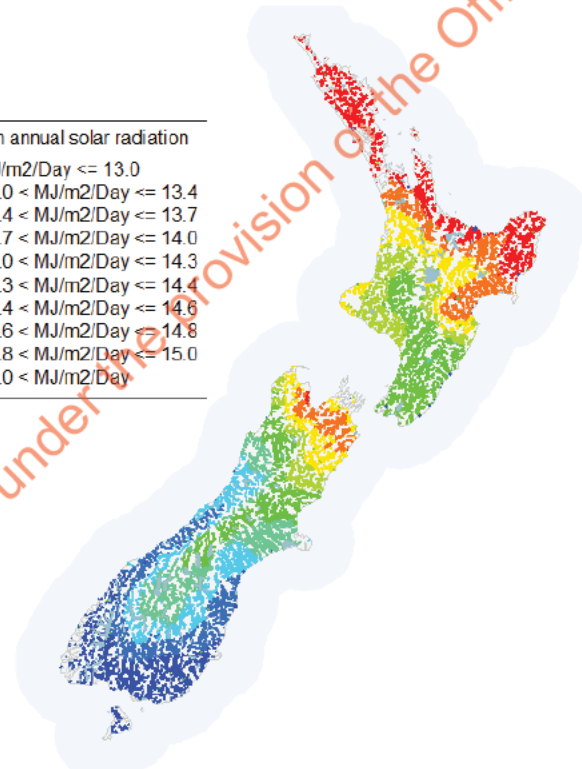 n annual solar radiation
J/m2/Day <= 13.0
.0 < MJ/m2/Day <= 13.4
.4 < MJ/m2/Day <= 13.7
.7 < MJ/m2/Day <= 14.0
.0 < MJ/m2/Day <= 14.3
.3 < MJ/m2/Day <= 14.4
.4 < MJ/m2/Day <= 14.6
.6 < MJ/m2/Day <= 14.8
.8 < MJ/m2/Day <= 15.0
.0 < MJ/m2/Day
under the provision of the Offi